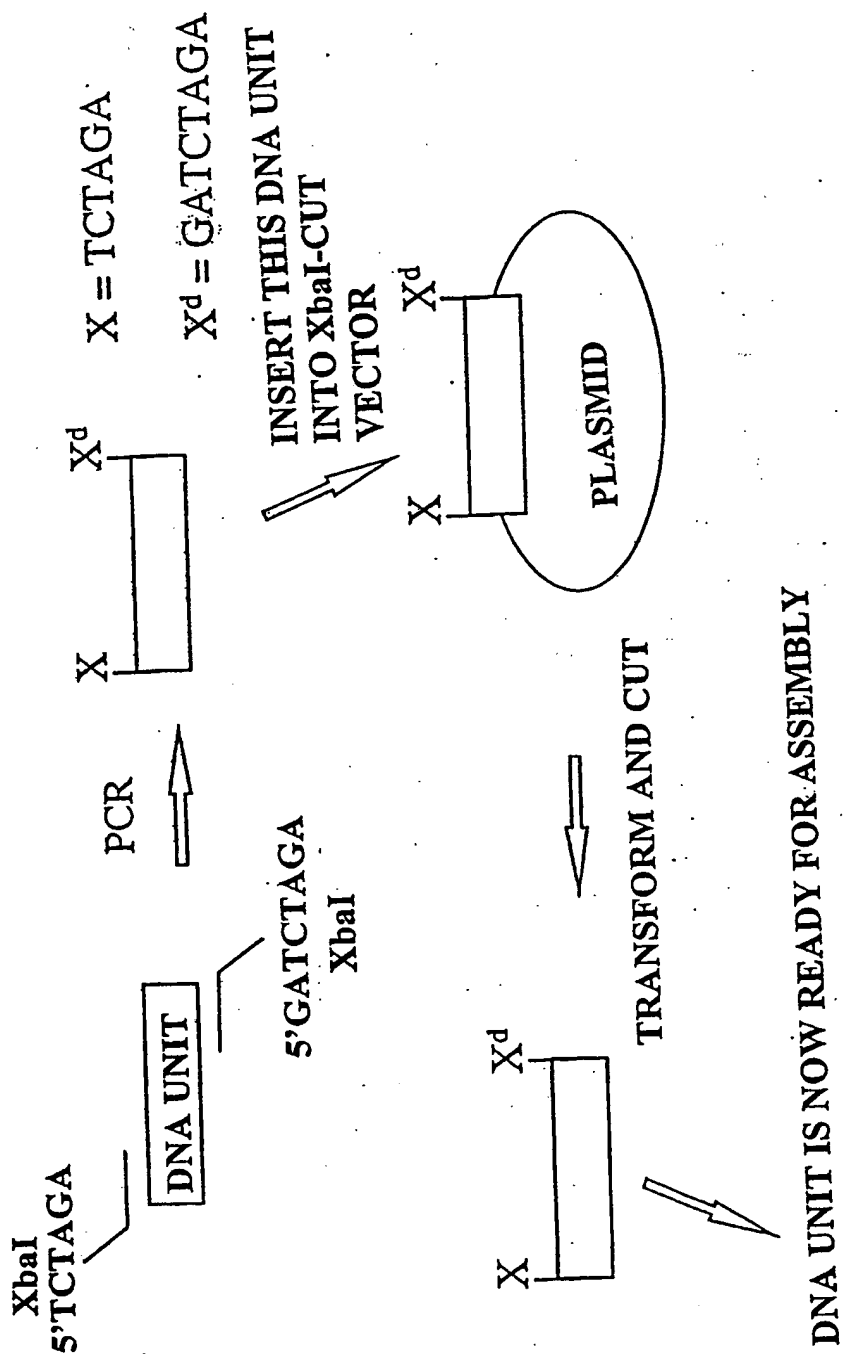 XbaI
5'TCTAGA
DNA UNIT
5'GATCTAGA
XbaI
PCR
X
X^d
X = TCTAGA
X^d = GATCTAGA
INSERT THIS DNA UNIT
INTO XbaI-CUT
VECTOR
X
X^d
PLASMID
TRANSFORM AND CUT
X
X^d
DNA UNIT IS NOW READY FOR ASSEMBLY